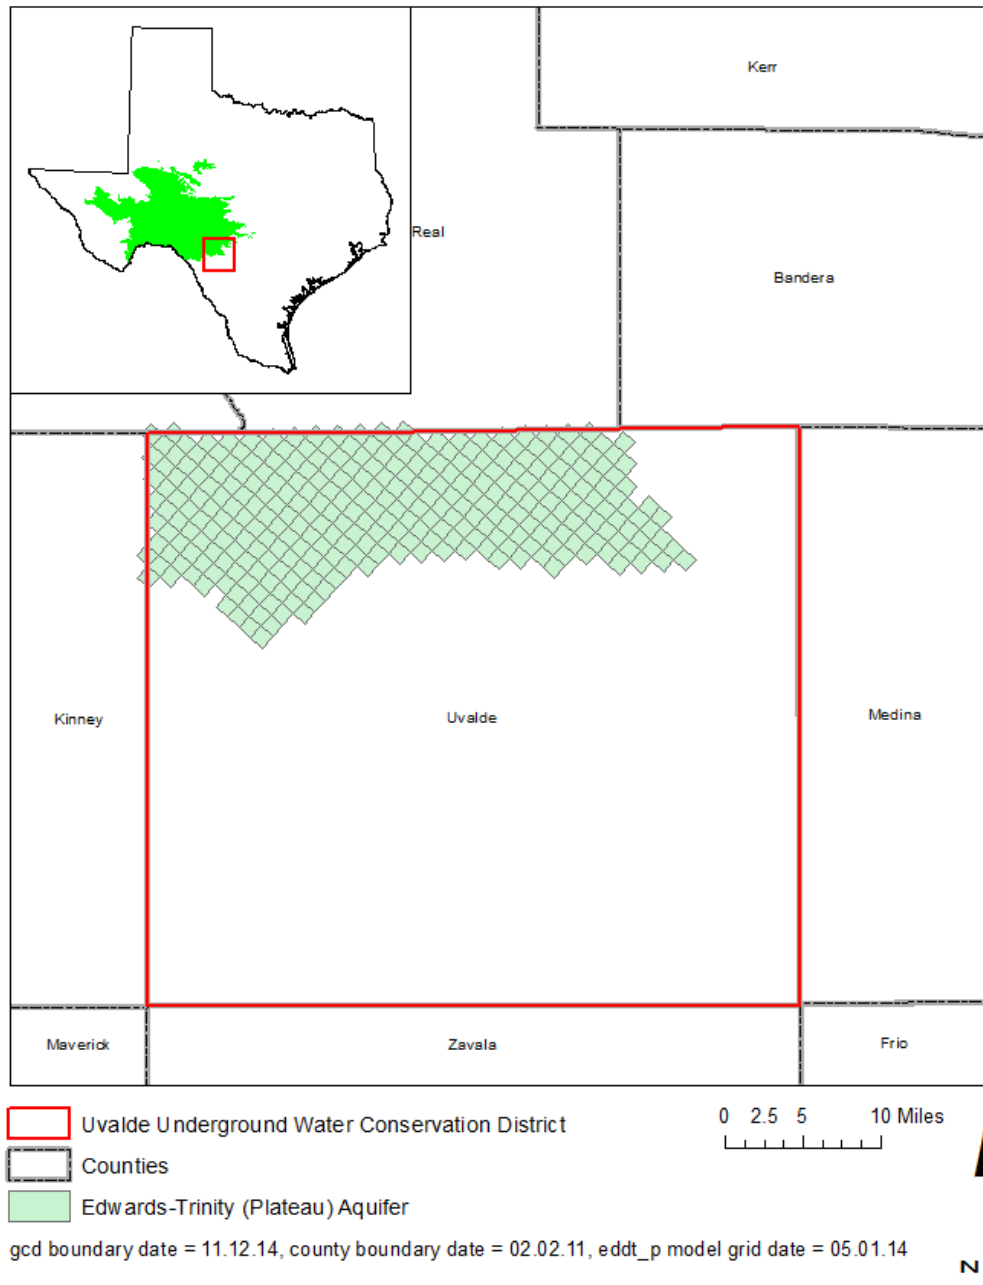 Kerr
Real
Bandera
Kinney
Uvalde
Medina
Maverick
Zavala
Frio
Uvalde Underground Water Conservation District
0 2.5 5 10 Miles
Counties
Edwards-Trinity (Plateau) Aquifer
gcd boundary date = 11.12.14, county boundary date = 02.02.11, eddt_p model grid date = 05.01.14
N